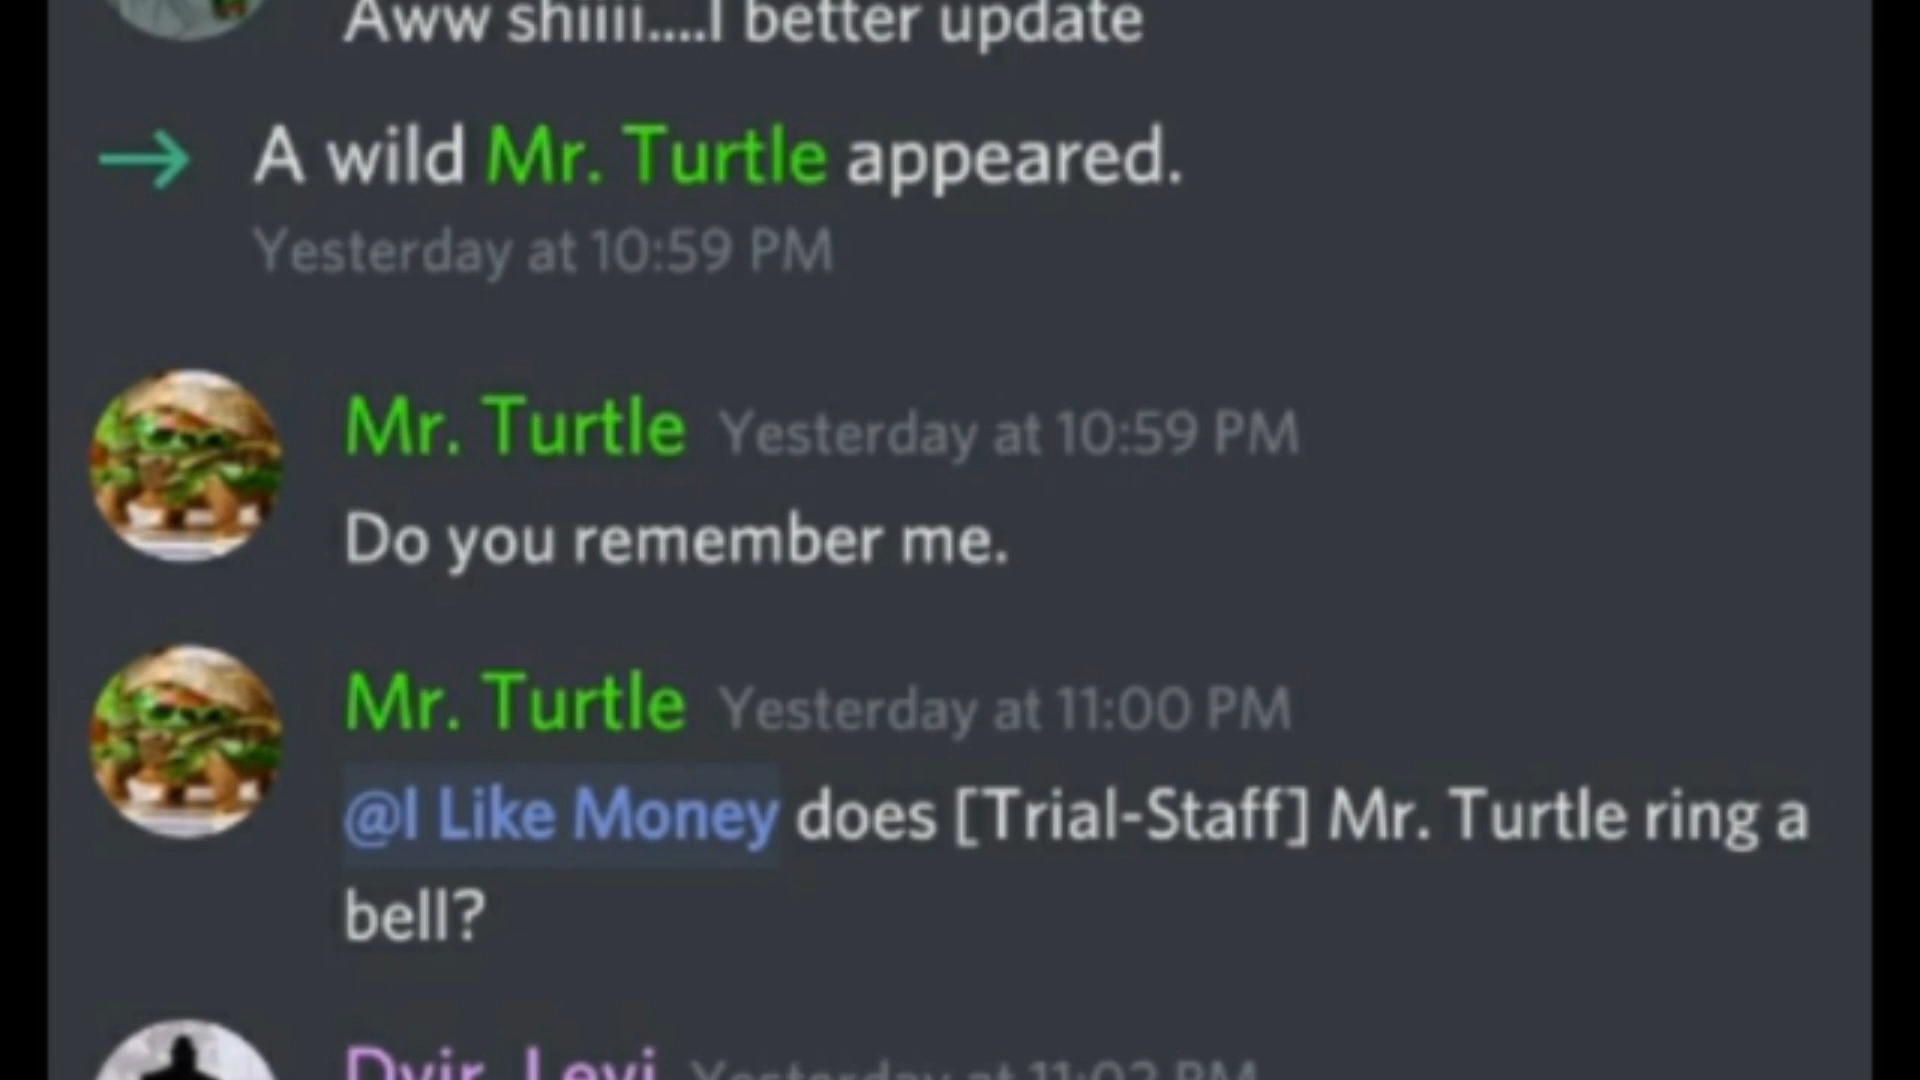 Aww shiiii....I better update
A wild Mr. Turtle appeared.
Yesterday at 10:59 PM
Mr. Turtle Yesterday at 10:59 PM
Do you remember me.
Mr. Turtle Yesterday at 11:00 PM
@I Like Money does [Trial-Staff] Mr. Turtle ring a
bell?
Dvir Levi Yesterday at 11:02 PM